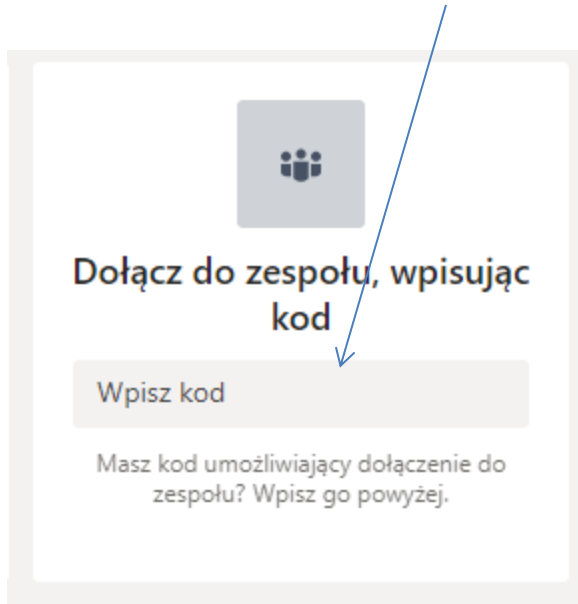 Dołącz do zespołu, wpisując
kod
Wpisz kod
Masz kod umożliwiający dołączenie do
zespołu? Wpisz go powyżej.